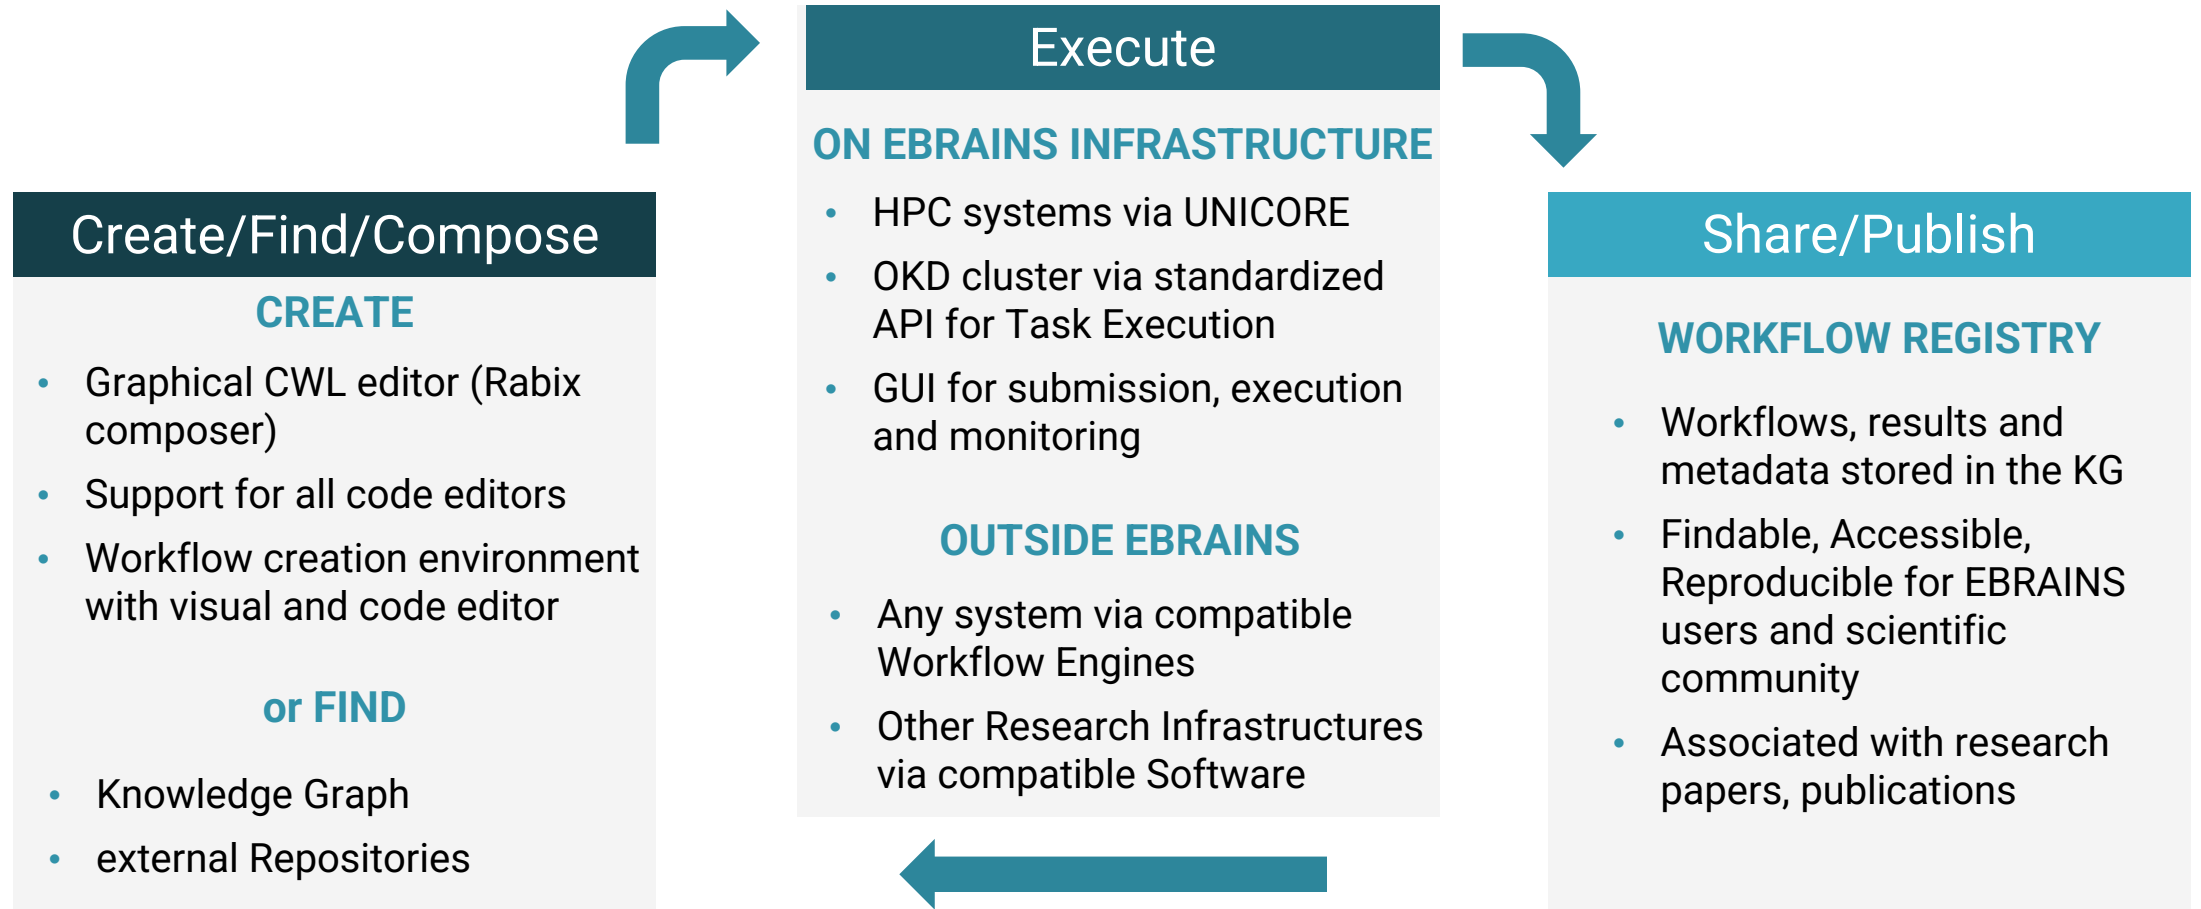 Create/Find/Compose
CREATE
• Graphical CWL editor (Rabix
composer)
• Support for all code editors
• Workflow creation environment
with visual and code editor
or FIND
• Knowledge Graph
• external Repositories
Execute
ON EBRAINS INFRASTRUCTURE
• HPC systems via UNICORE
• OKD cluster via standardized
API for Task Execution
• GUI for submission, execution
and monitoring
OUTSIDE EBRAINS
• Any system via compatible
Workflow Engines
• Other Research Infrastructures
via compatible Software
Share/Publish
WORKFLOW REGISTRY
• Workflows, results and
metadata stored in the KG
• Findable, Accessible,
Reproducible for EBRAINS
users and scientific
community
• Associated with research
papers, publications